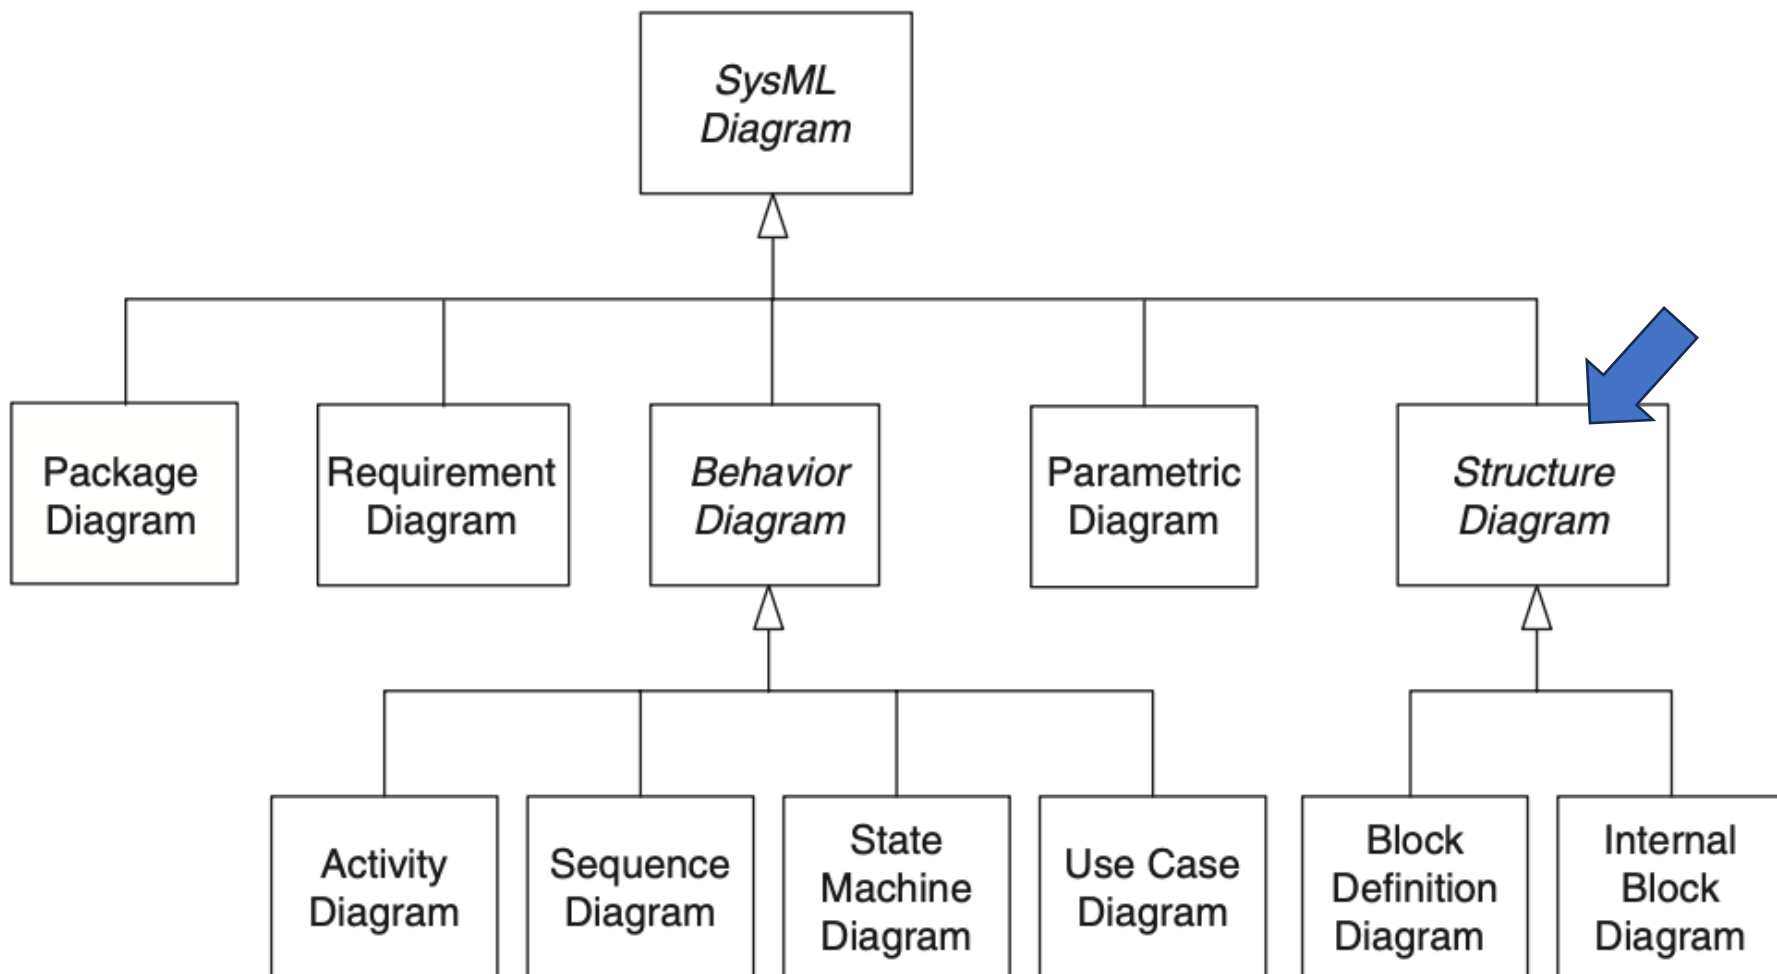 SysML
Diagram
Package
Diagram
Requirement
Diagram
Behavior
Diagram
Parametric
Diagram
Structure
Diagram
Activity
Diagram
Sequence
Diagram
State
Machine
Diagram
Use Case
Diagram
Block
Definition
Diagram
Internal
Block
Diagram